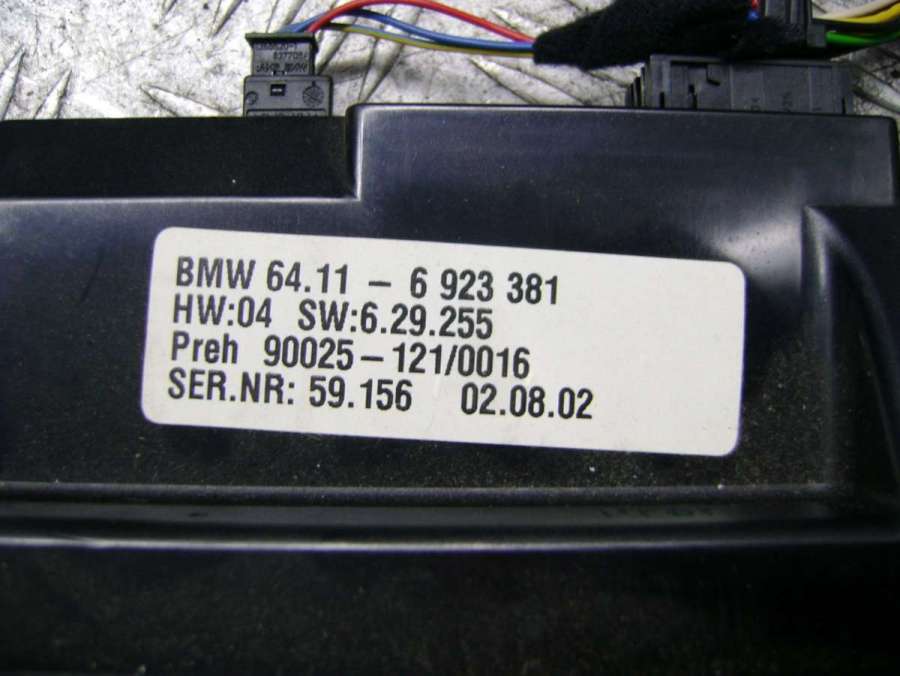 BMW 64.11 – 6 923 381
HW:04 SW:6.29.255
Preh 90025–121/0016
SER.NR: 59.156 02.08.02